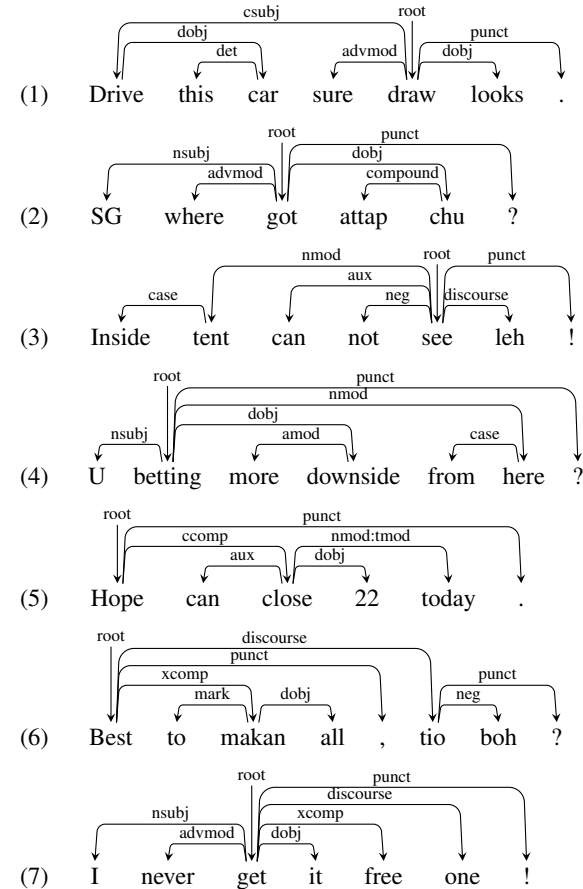 csubj root
dobj punct
det advmod dobj
(1) Drive this car sure draw looks .
root
nsubj dobj punct
advmod compound
(2) SG where got attap chu ?
nmod root
aux punct
case neg discourse
(3) Inside tent can not see leh !
root punct
nmod
dobj
nsubj amod case
(4) U betting more downside from here ?
root punct
ccomp nmod:tmod
aux dobj
(5) Hope can close 22 today .
root discourse
punct
xcomp punct
mark dobj neg
(6) Best to makan all , tio boh ?
root punct
discourse
nsubj xcomp
advmod dobj
(7) I never get it free one !